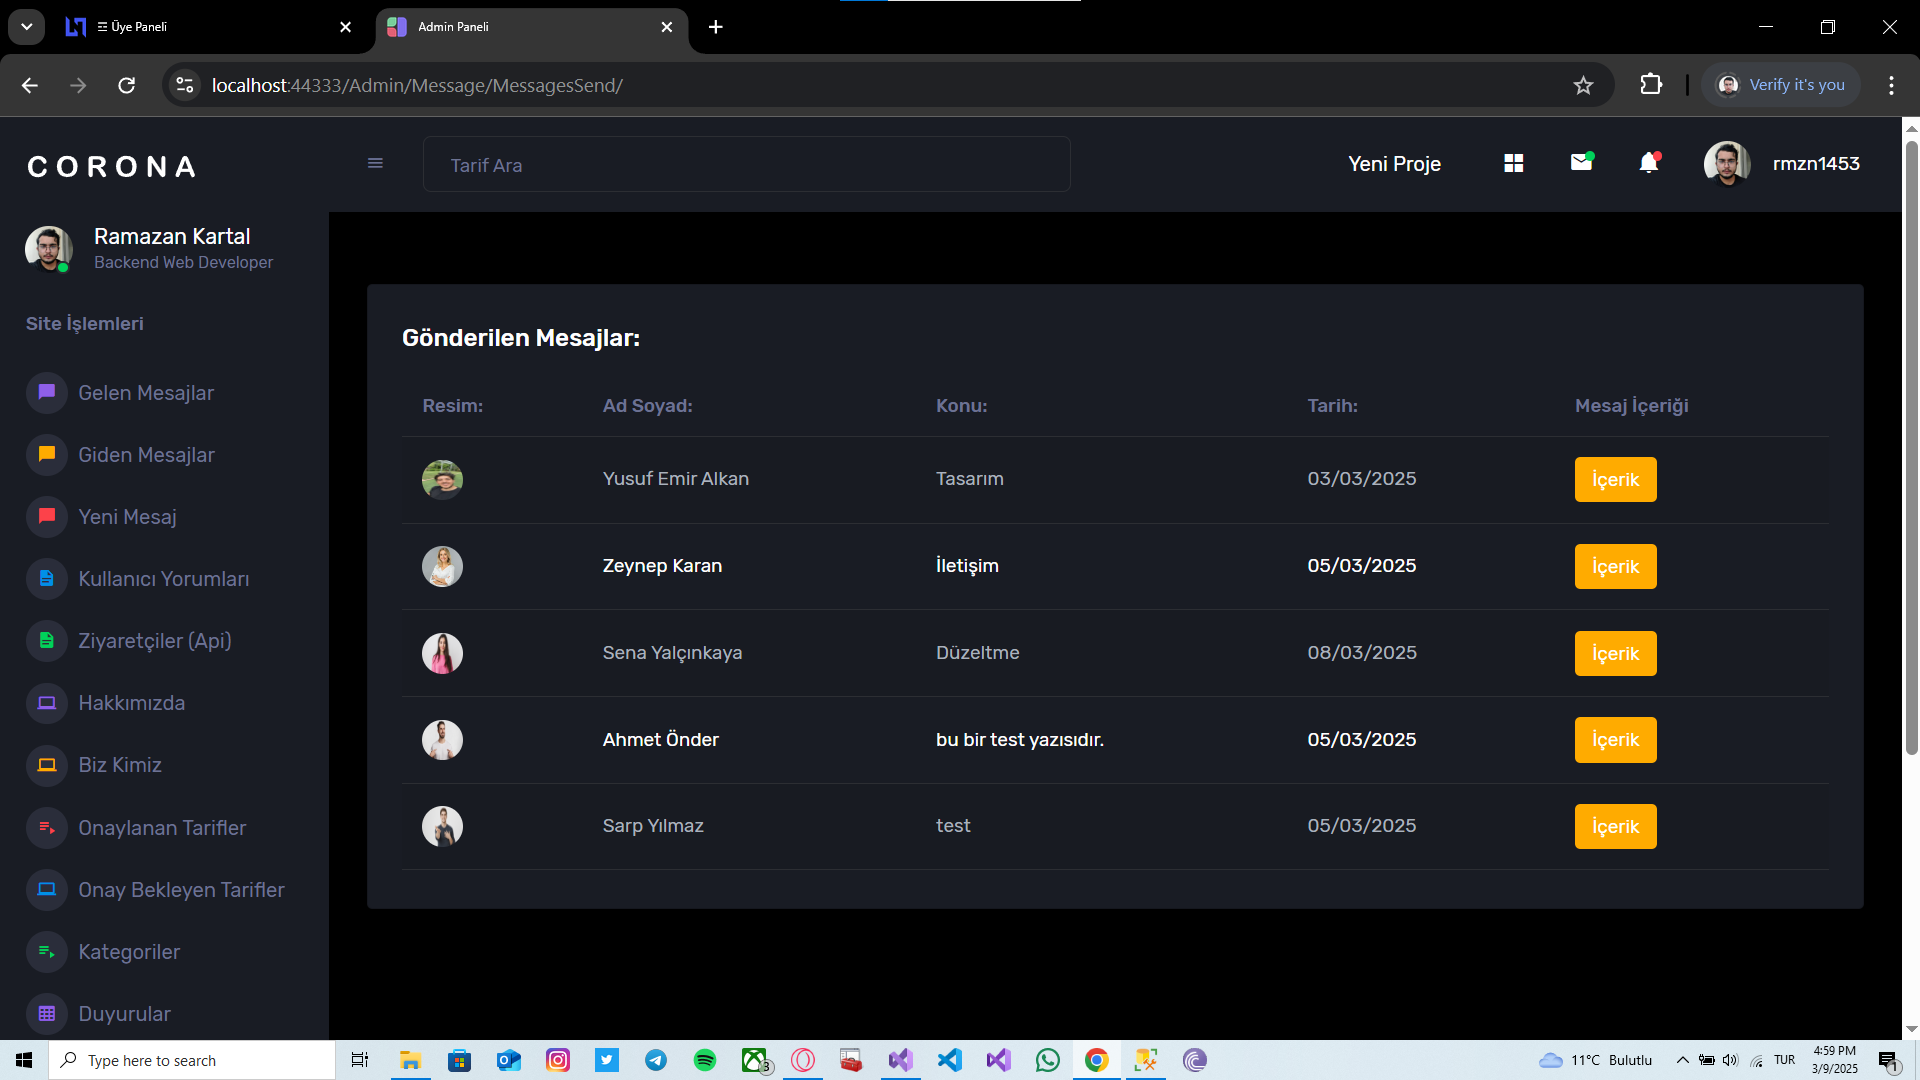 Üye Paneli
Admin Paneli
localhost:44333/Admin/Message/MessagesSend/
Verify it's you
CORONA
Tarif Ara
Yeni Proje
rmzn1453
Ramazan Kartal
Backend Web Developer
Site İşlemleri
Gelen Mesajlar
Giden Mesajlar
Yeni Mesaj
Kullanıcı Yorumları
Ziyaretçiler (Api)
Hakkımızda
Biz Kimiz
Onaylanan Tarifler
Onay Bekleyen Tarifler
Kategoriler
Duyurular
Gönderilen Mesajlar:
Resim: Ad Soyad: Konu: Tarih: Mesaj İçeriği
Yusuf Emir Alkan Tasarım 03/03/2025 İçerik
Zeynep Karan İletişim 05/03/2025 İçerik
Sena Yalçınkaya Düzeltme 08/03/2025 İçerik
Ahmet Önder bu bir test yazısıdır. 05/03/2025 İçerik
Sarp Yılmaz test 05/03/2025 İçerik
Type here to search
3
11°C Bulutlu
TUR
4:59 PM
3/9/2025
1